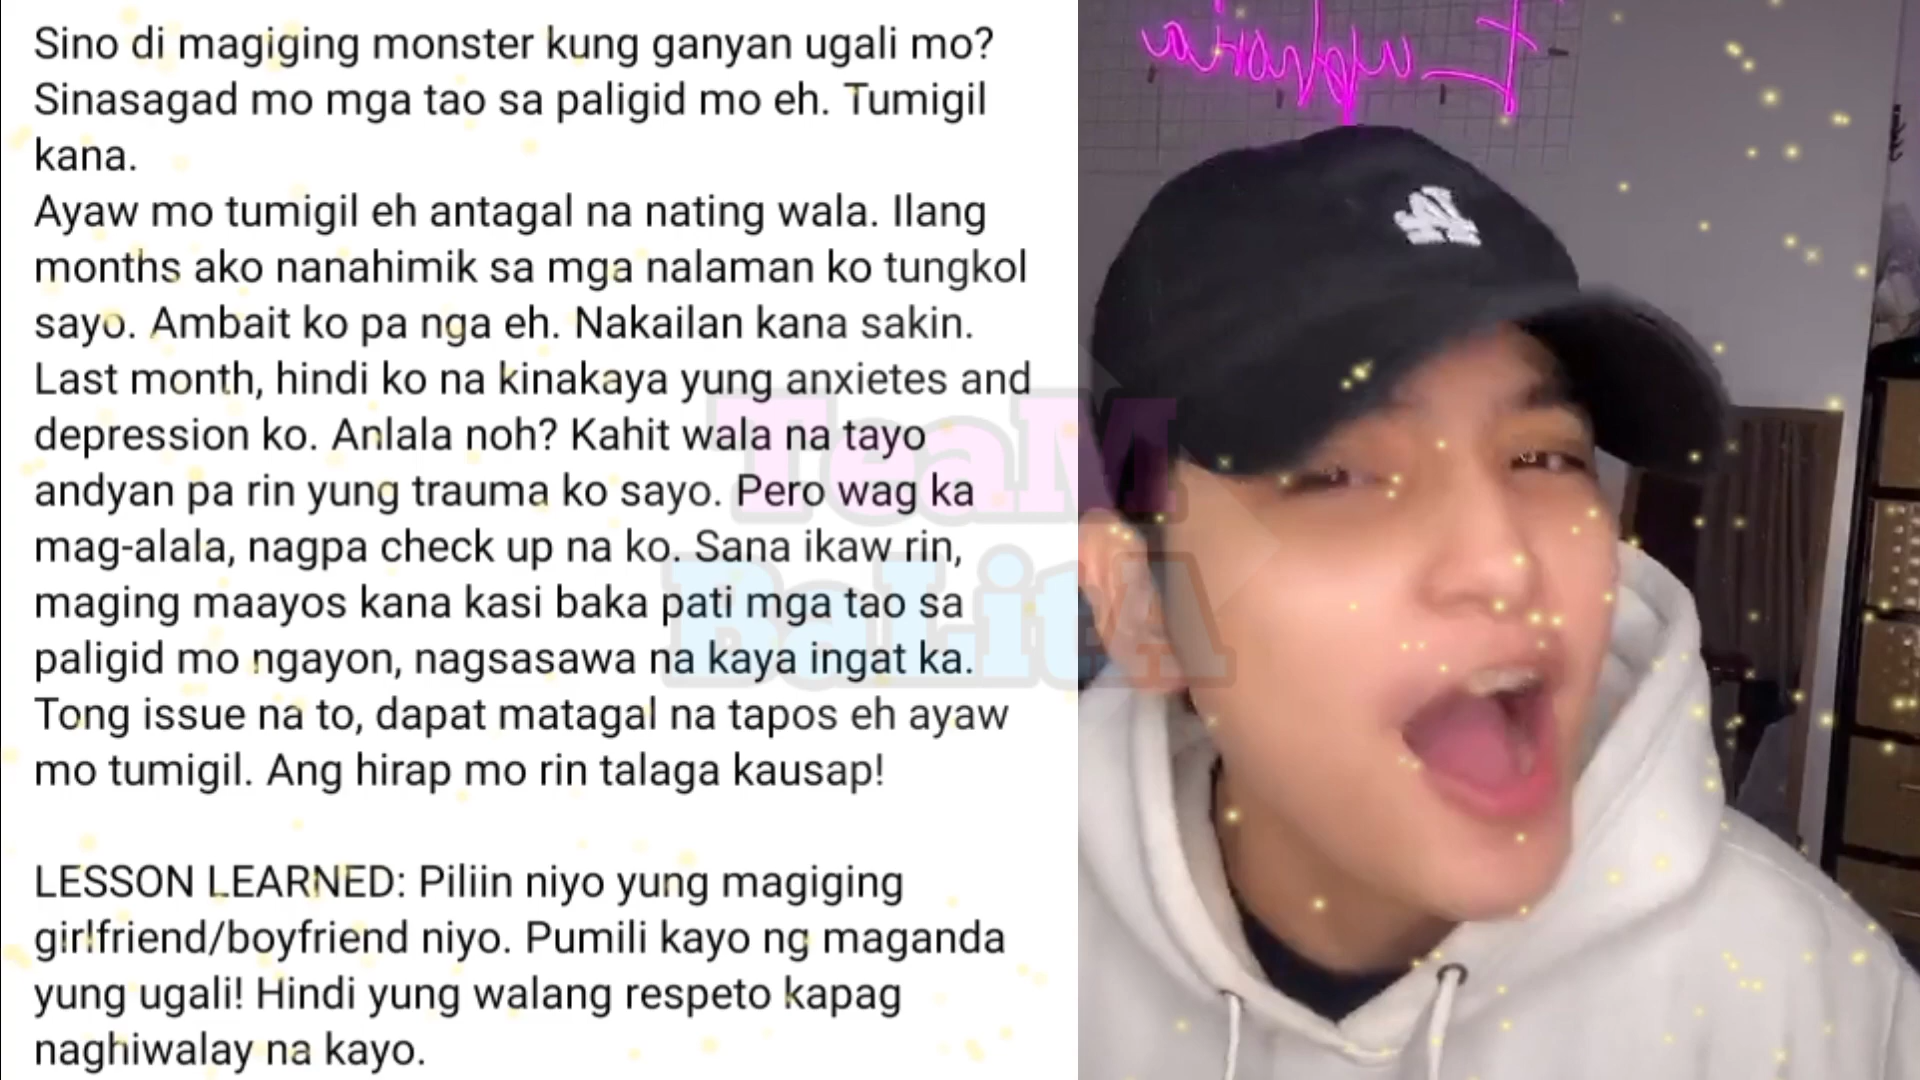 Sino di magiging monster kung ganyan ugali mo?
Sinasagad mo mga tao sa paligid mo eh. Tumigil
kana.
Ayaw mo tumigil eh antagal na nating wala. Ilang
months ako nanahimik sa mga nalaman ko tungkol
sayo. Ambait ko pa nga eh. Nakailan kana sakin.
Last month, hindi ko na kinakaya yung anxietes and
depression ko. Anlala noh? Kahit wala na tayo
andyan pa rin yung trauma ko sayo. Pero wag ka
mag-alala, nagpa check up na ko. Sana ikaw rin,
maging maayos kana kasi baka pati mga tao sa
paligid mo ngayon, nagsasawa na kaya ingat ka.
Tong issue na to, dapat matagal na tapos eh ayaw
mo tumigil. Ang hirap mo rin talaga kausap!
LESSON LEARNED: Piliin niyo yung magiging
girlfriend/boyfriend niyo. Pumili kayo ng maganda
yung ugali! Hindi yung walang respeto kapag
naghiwalay na kayo.
TeaM
BaLitA
Euphoria
LA